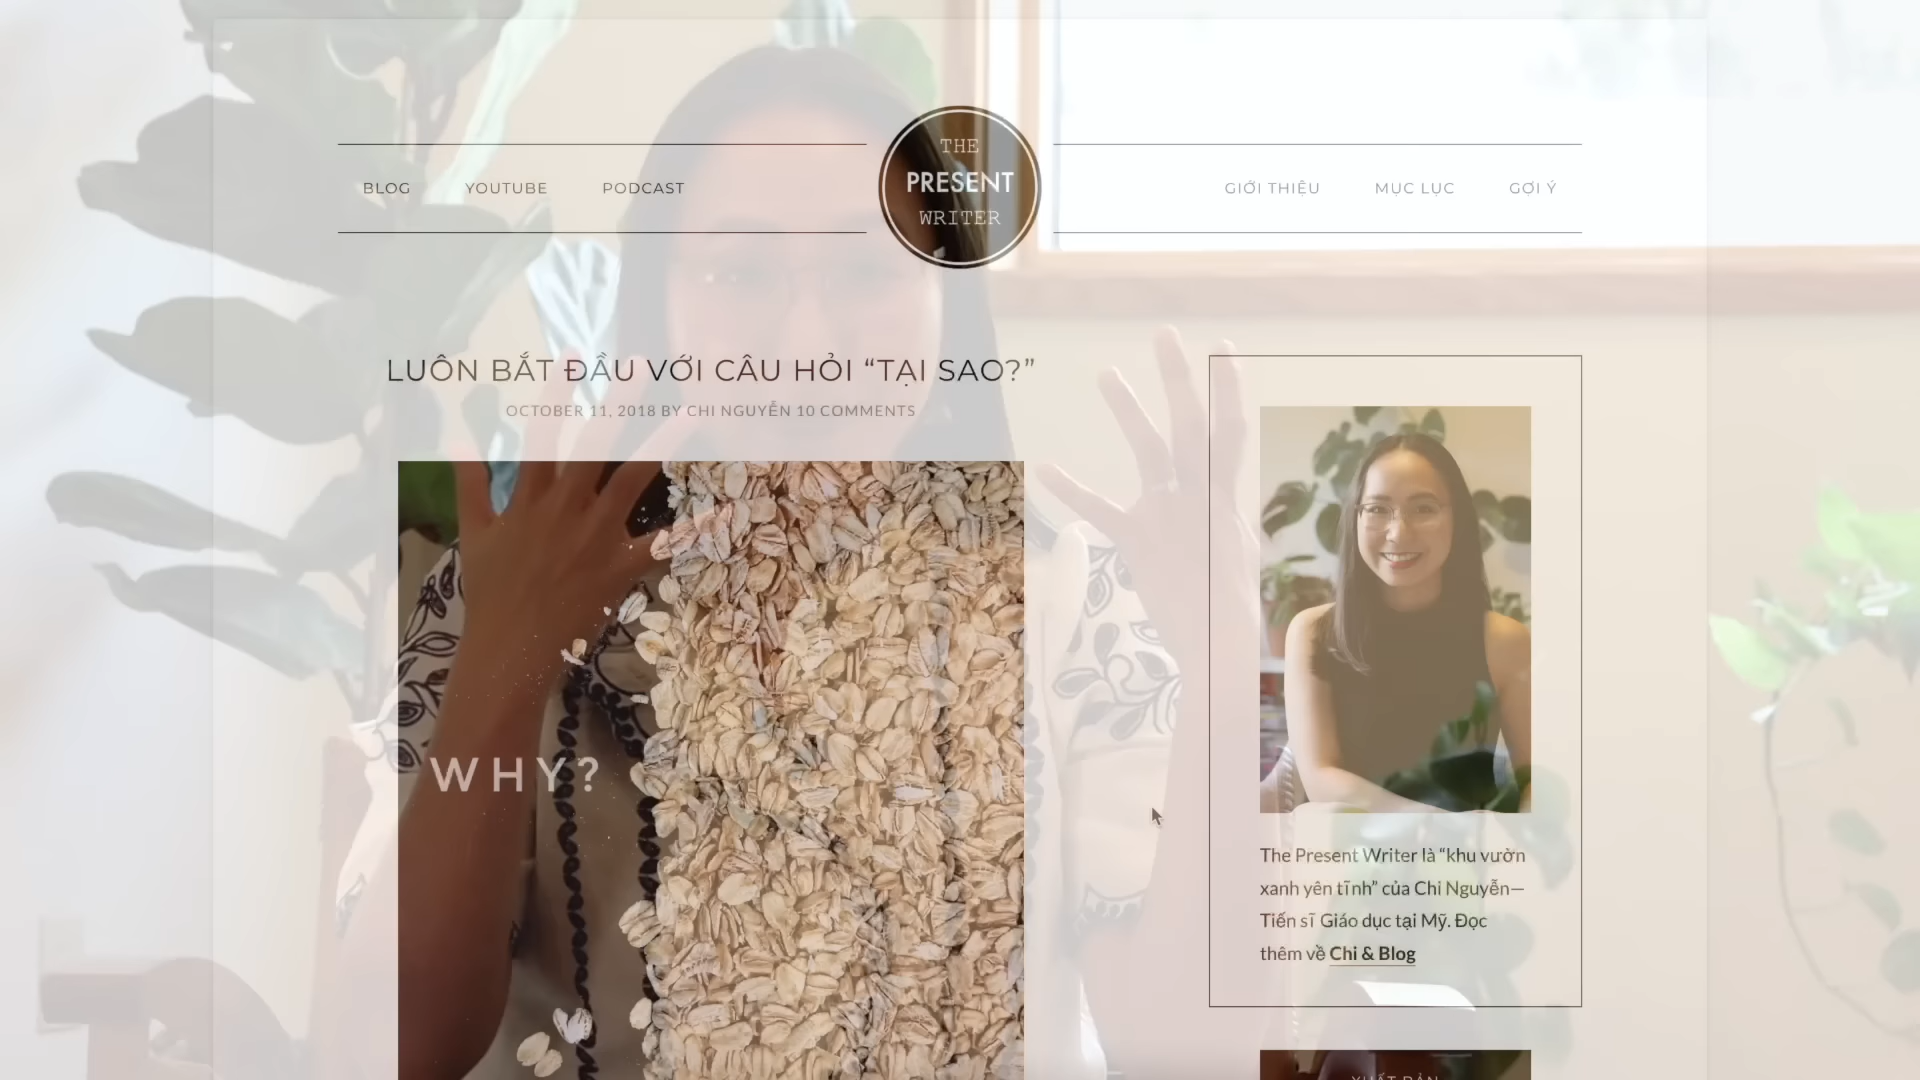 THE
PRESENT
WRITER
BLOG
YOUTUBE
PODCAST
GIỚI THIỆU
MỤC LỤC
GỢI Ý
LUÔN BẮT ĐẦU VỚI CÂU HỎI “TẠI SAO?”
OCTOBER 11, 2018 BY CHI NGUYỄN 10 COMMENTS
WHY?
The Present Writer là “khu vườn
xanh yên tĩnh” của Chi Nguyễn—
Tiến sĩ Giáo dục tại Mỹ. Đọc
thêm về Chi & Blog
XUẤT BẢN